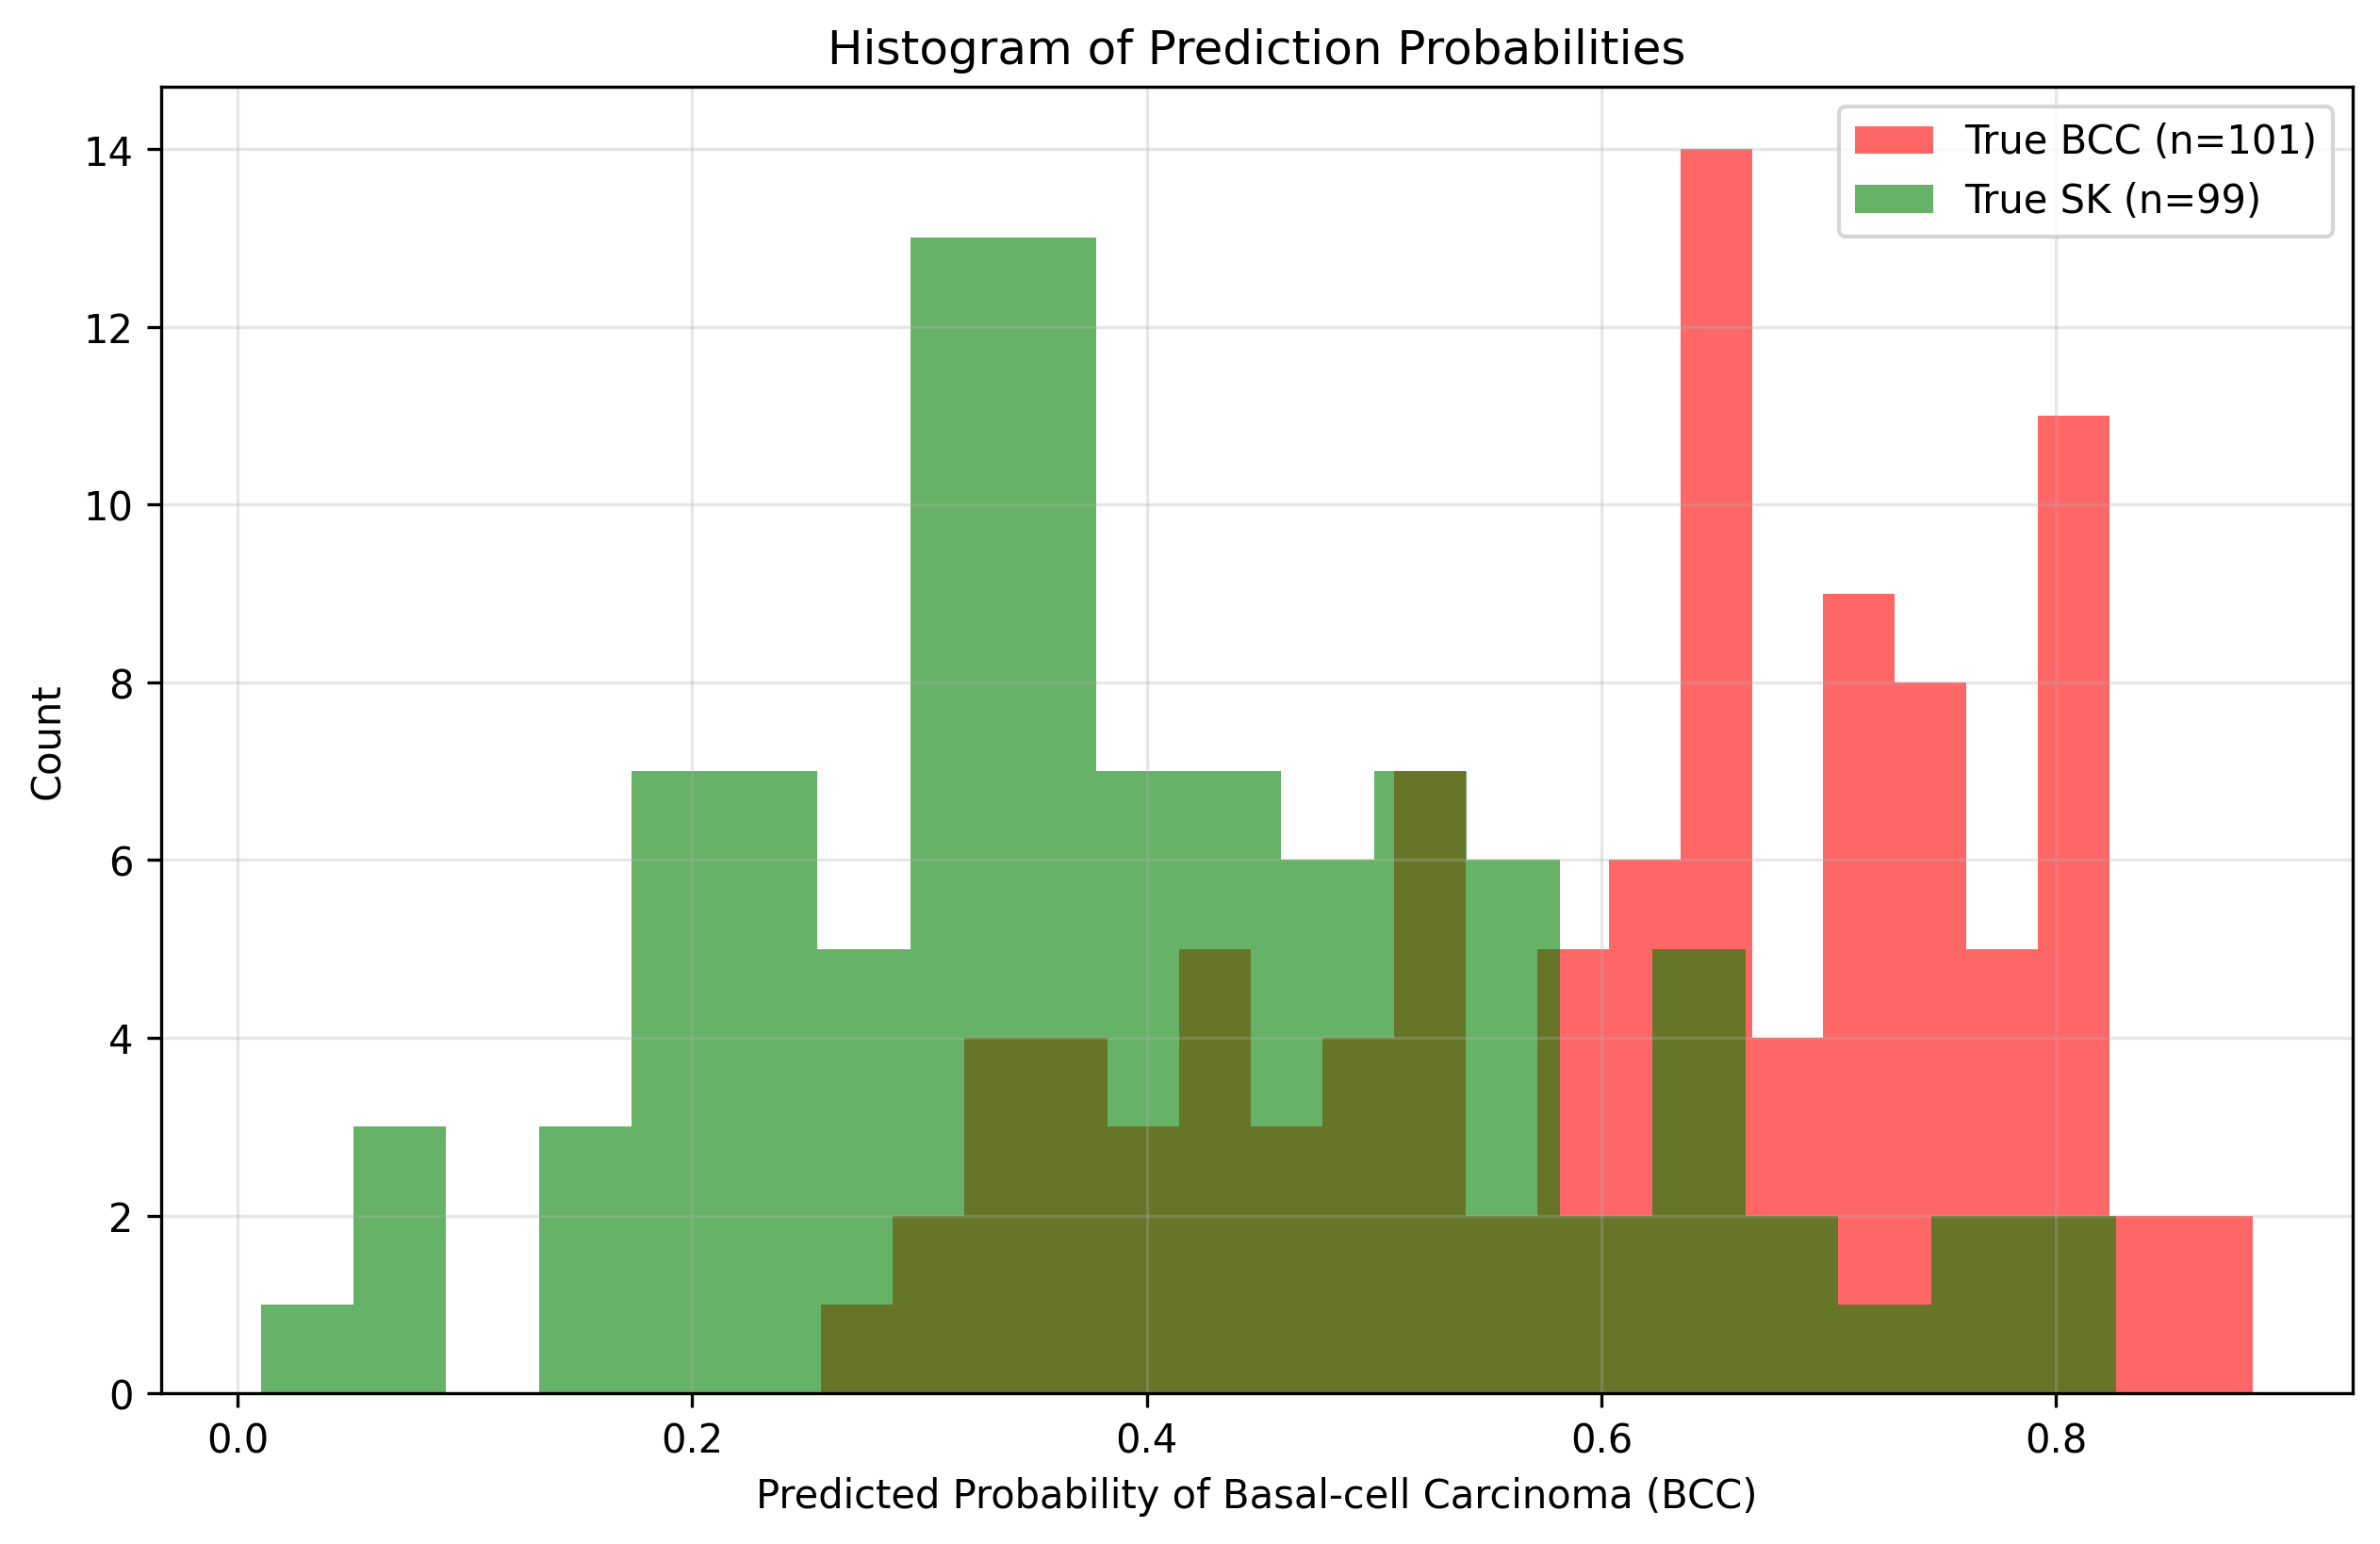 Histogram of Prediction Probabilities
True BCC (n=101)
True SK (n=99)
14
12
10
8
6
4
2
0
Count
0.0 0.2 0.4 0.6 0.8
Predicted Probability of Basal-cell Carcinoma (BCC)